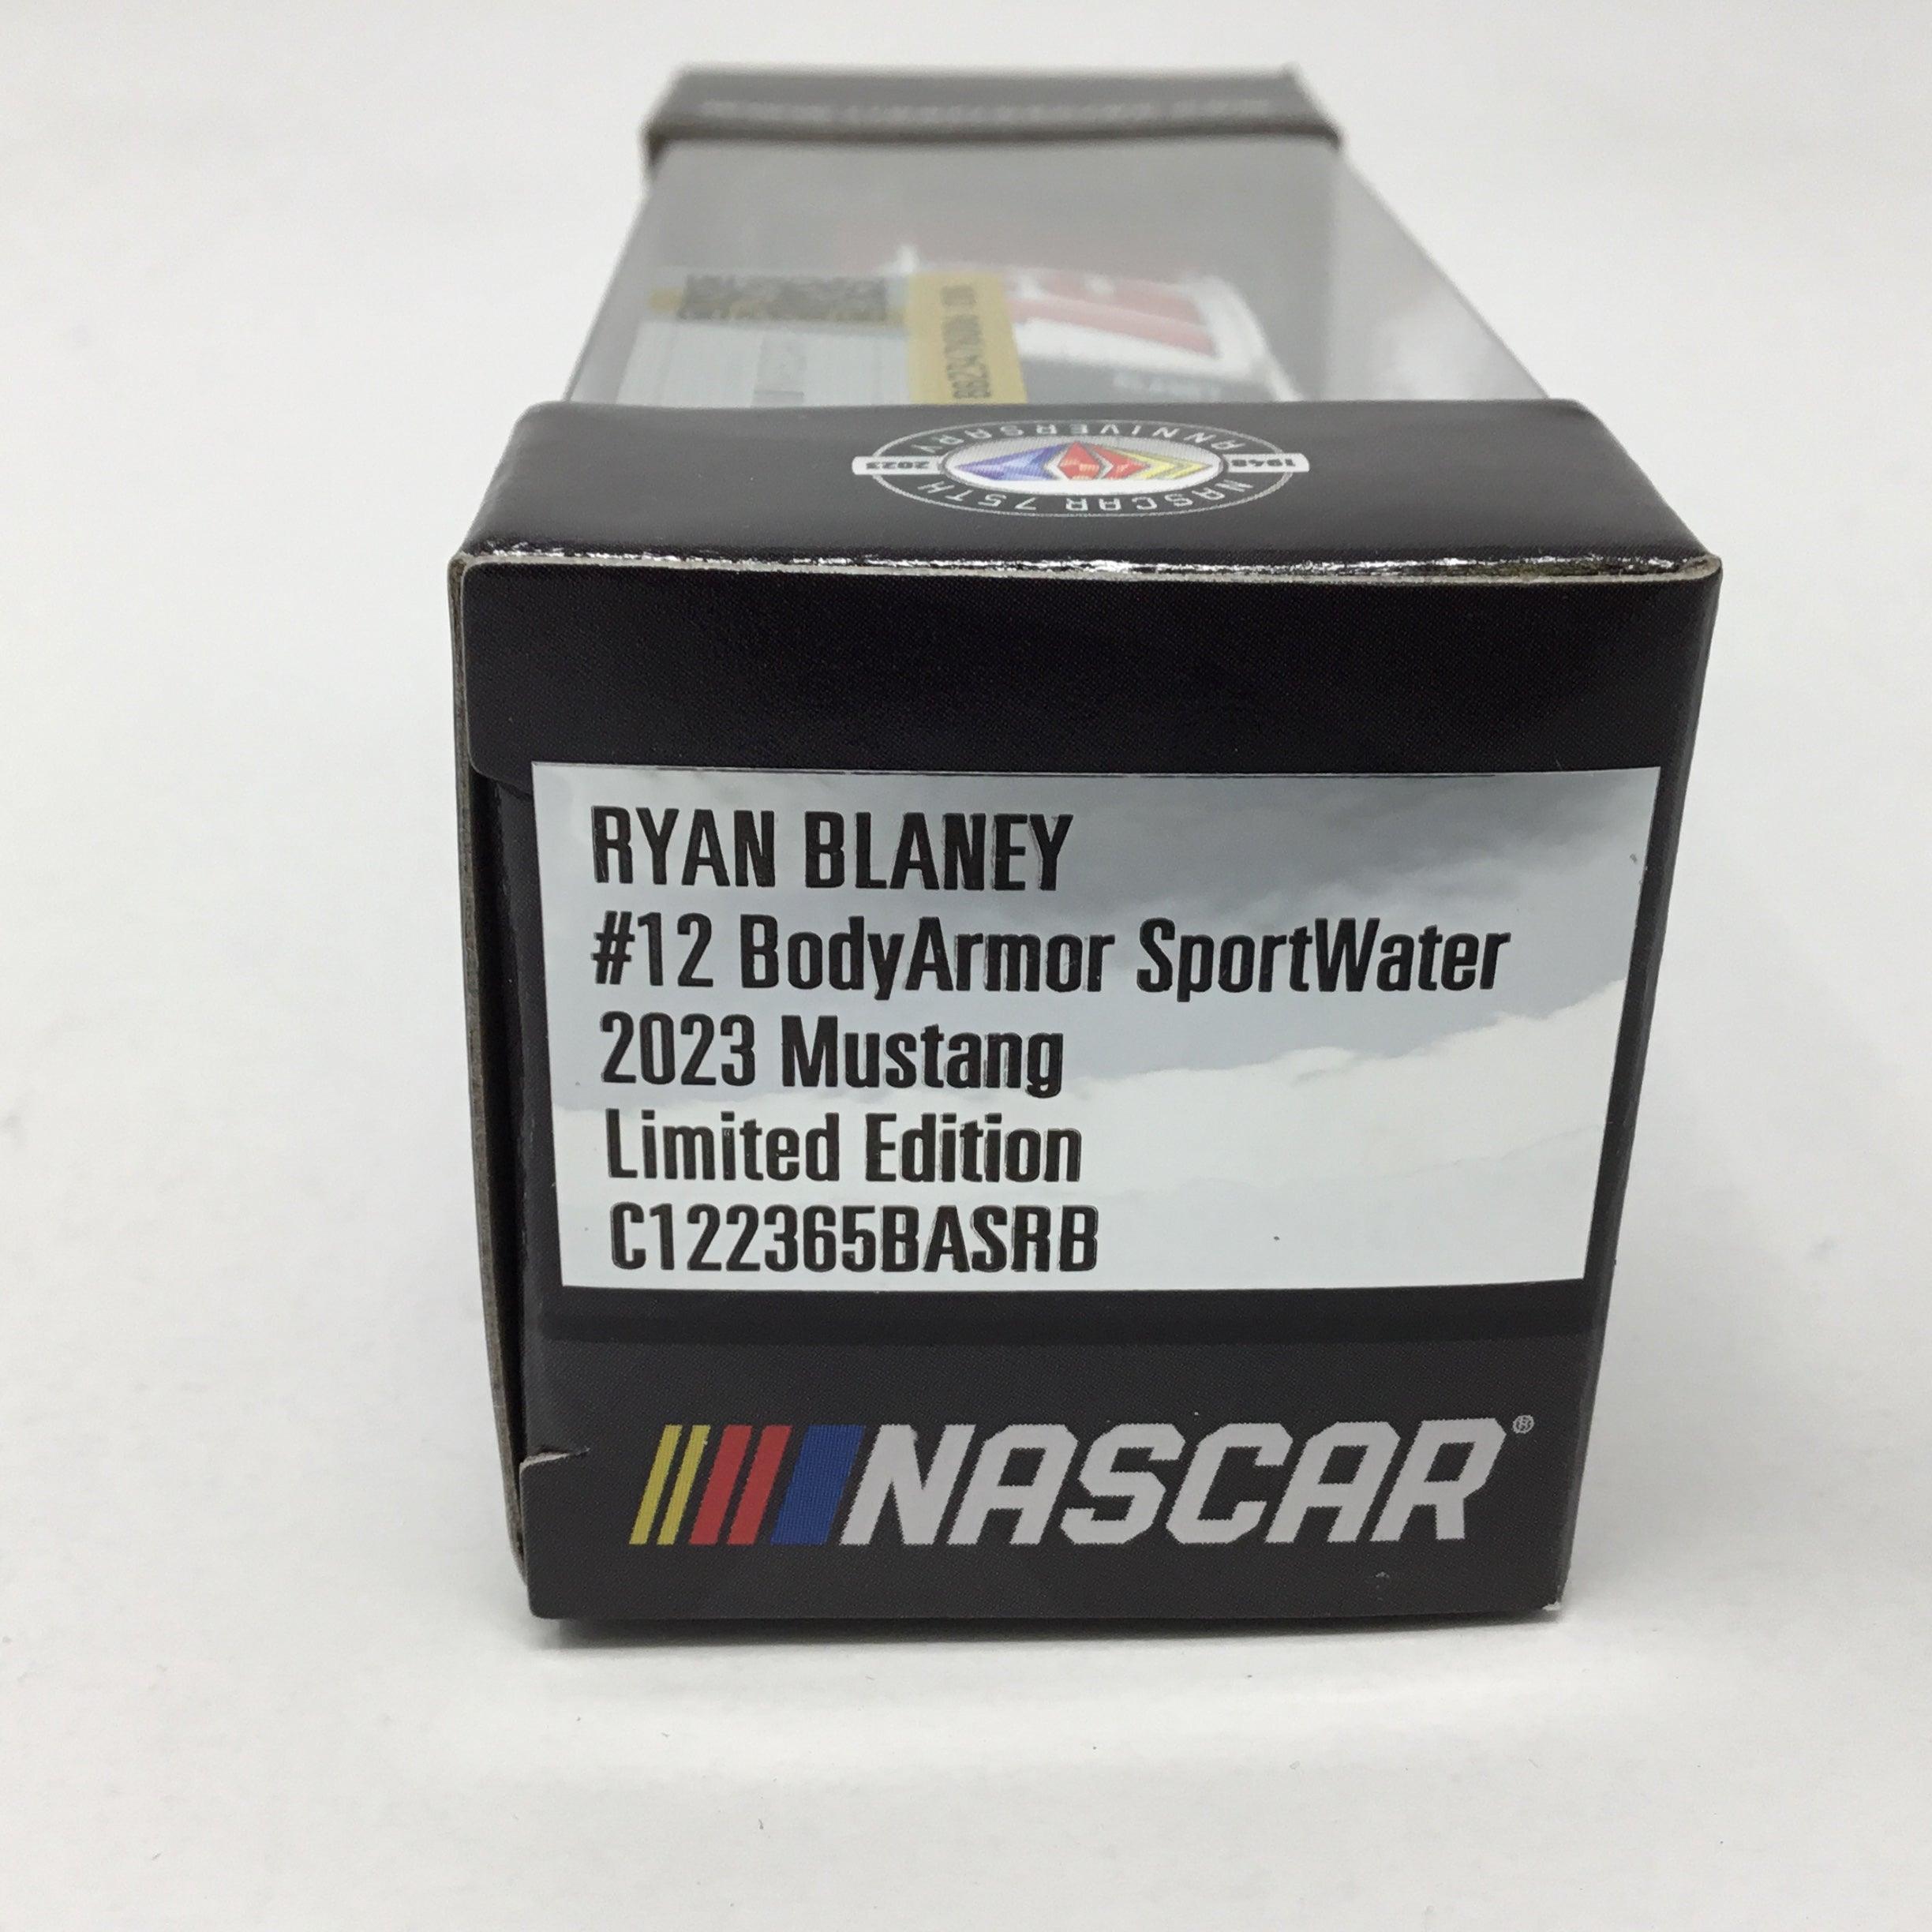 NASCAR 75TH
ANNIVERSARY
1948 2023
RYAN BLANEY
#12 BodyArmor SportWater
2023 Mustang
Limited Edition
C122365BASRB
NASCAR®